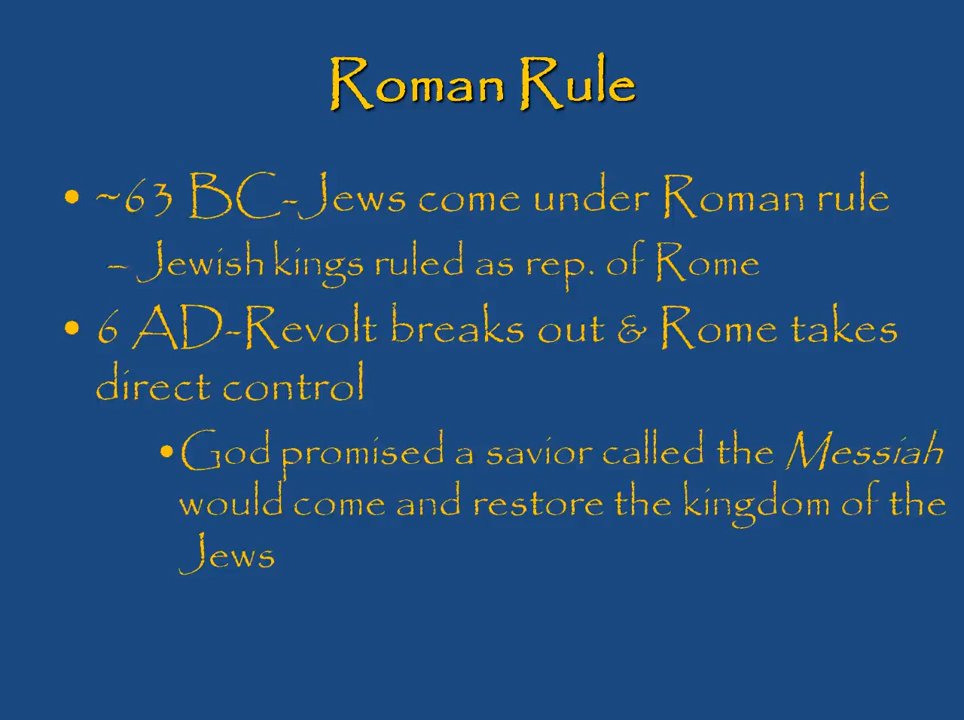 Roman Rule
• ~63 BC-Jews come under Roman rule
– Jewish kings ruled as rep. of Rome
• 6 AD-Revolt breaks out & Rome takes
direct control
•God promised a savior called the Messiah
would come and restore the kingdom of the
Jews